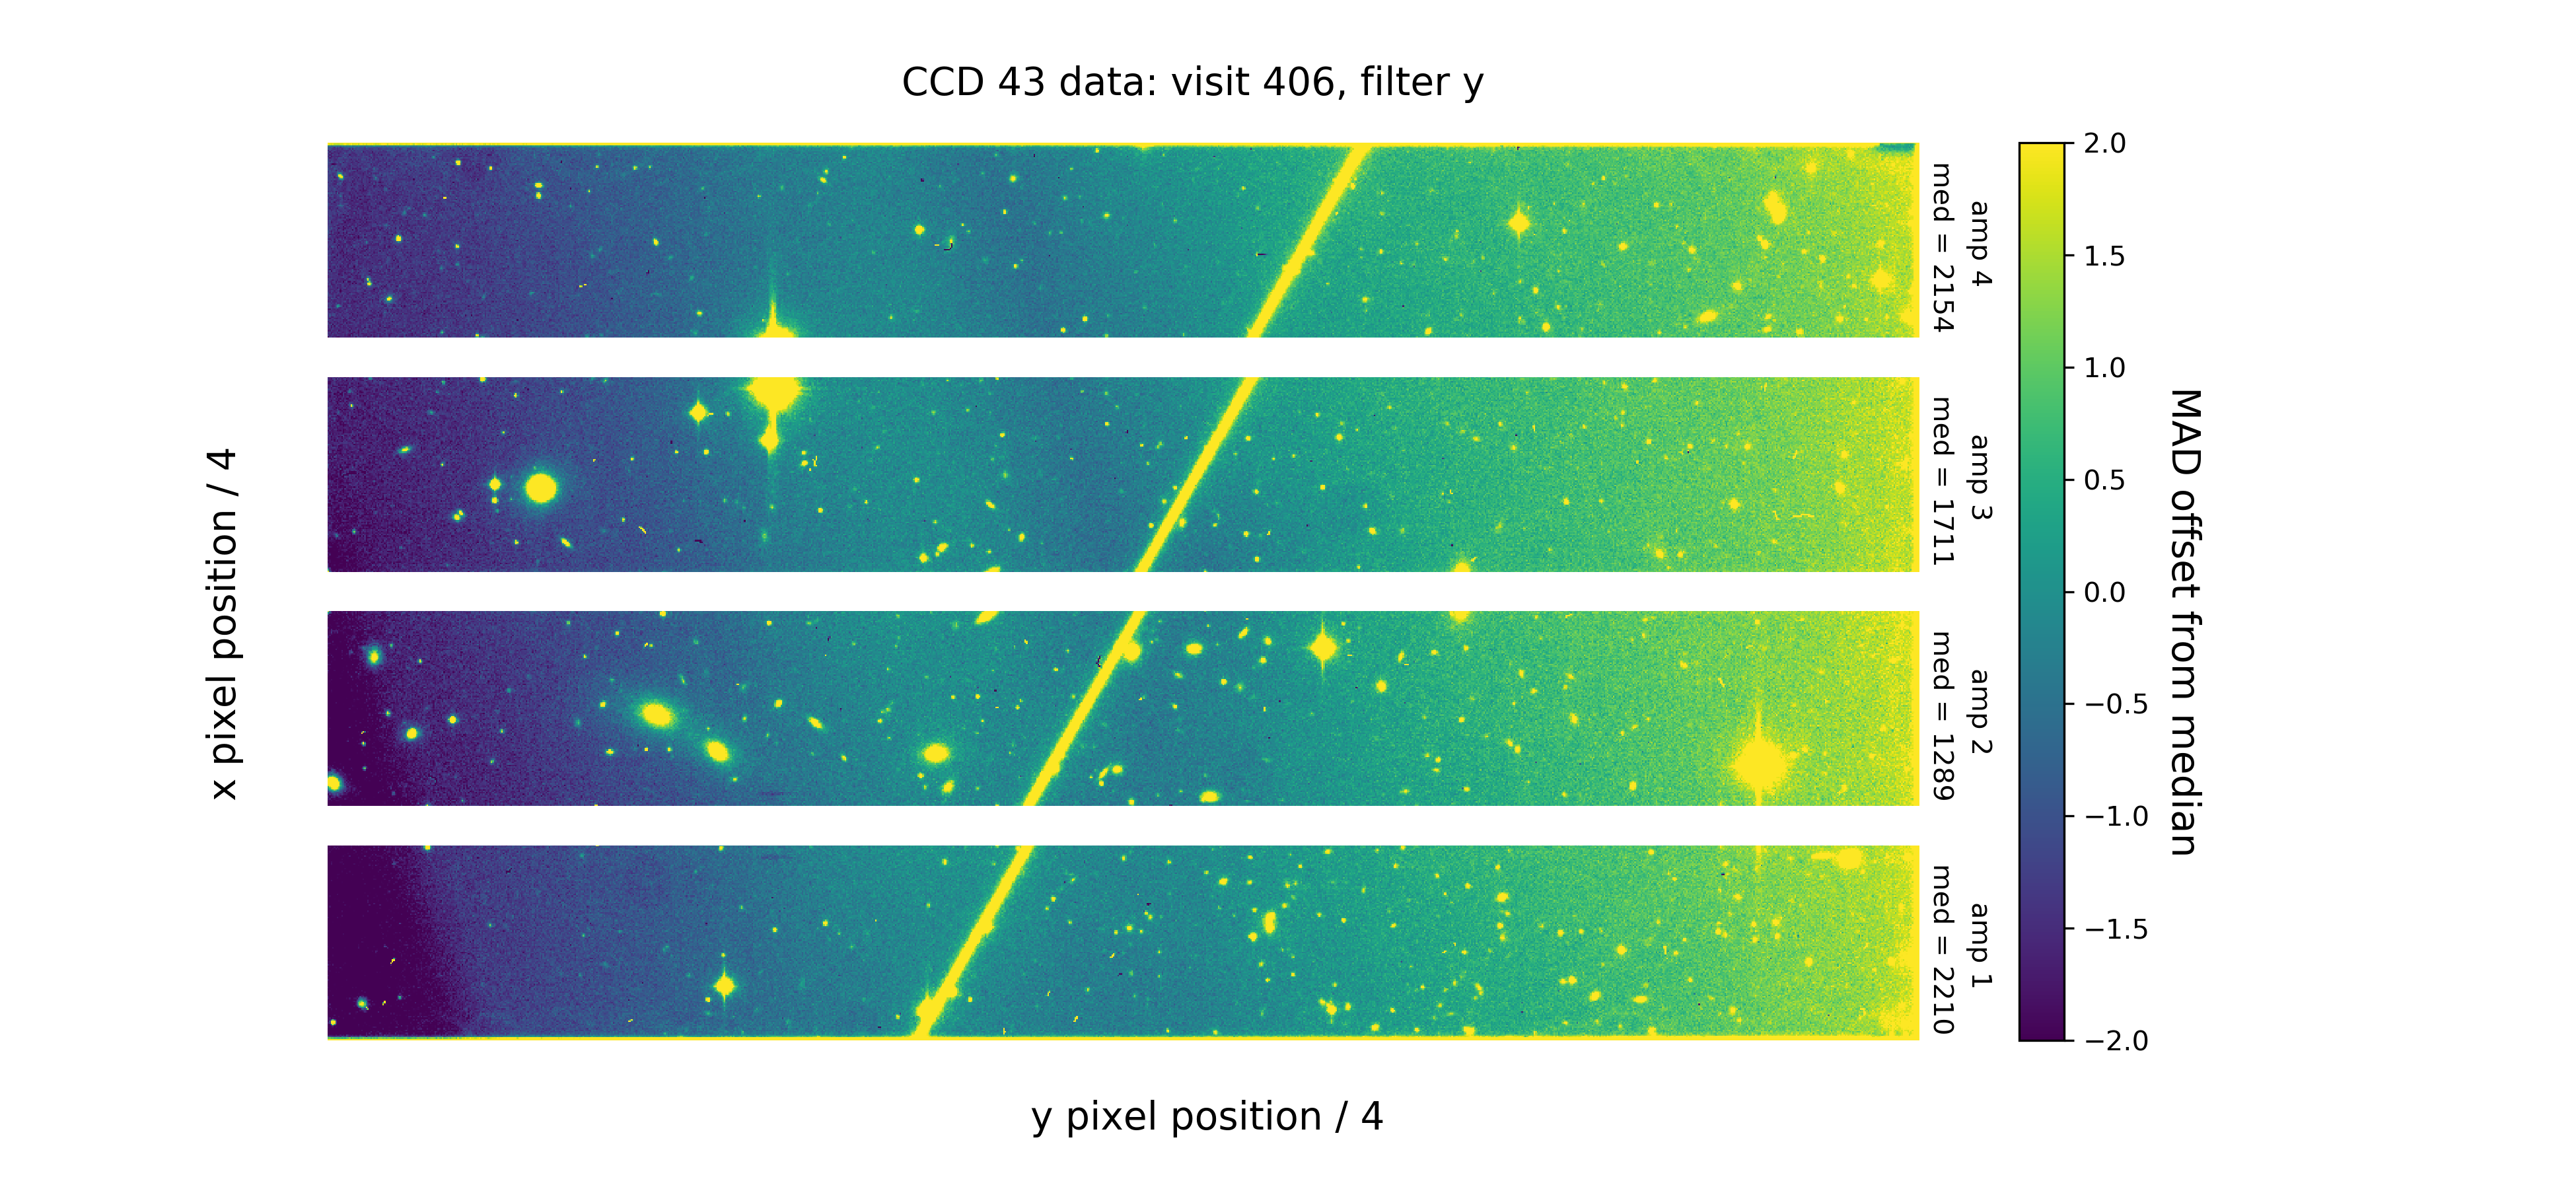 CCD 43 data: visit 406, filter y
x pixel position / 4
amp 4
med = 2154
amp 3
med = 1711
amp 2
med = 1289
amp 1
med = 2210
2.0
1.5
1.0
0.5
0.0
−0.5
−1.0
−1.5
−2.0
MAD offset from median
y pixel position / 4